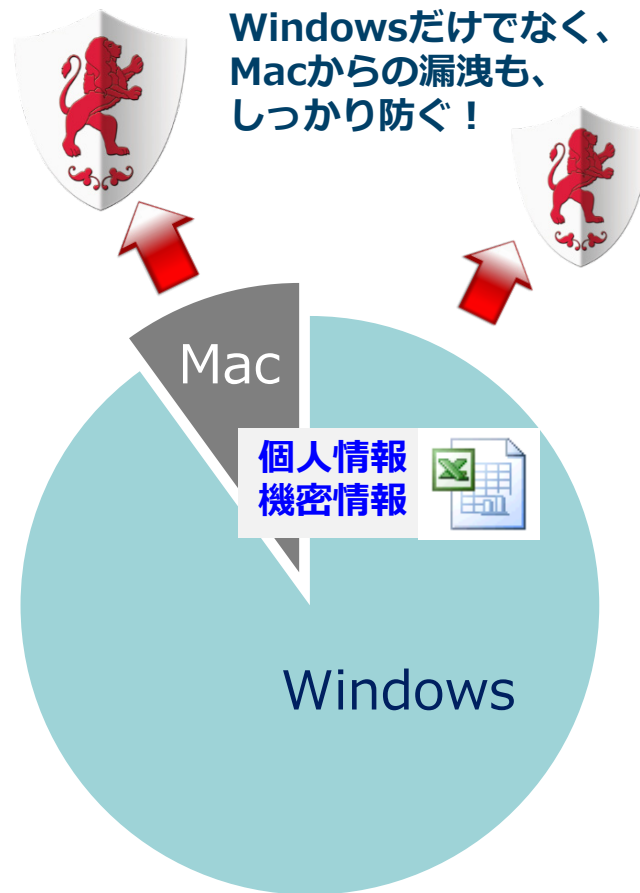 Windowsだけでなく、
Macからの漏洩も、
しっかり防ぐ！
Mac
個人情報
機密情報
Windows